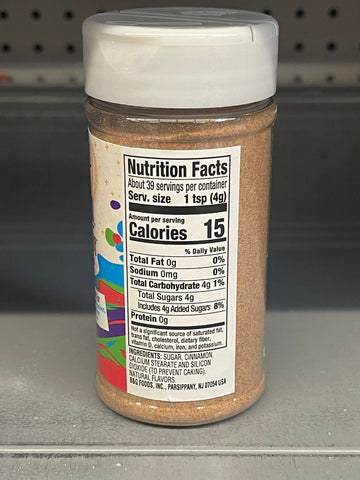 Nutrition Facts
About 39 servings per container
Serv. size 1 tsp (4g)
Amount per serving
Calories 15
% Daily Value
Total Fat 0g 0%
Sodium 0mg 0%
Total Carbohydrate 4g 1%
Total Sugars 4g
Includes 4g Added Sugars 8%
Protein 0g
Not a significant source of saturated fat,
trans fat, cholesterol, dietary fiber,
vitamin D, calcium, iron, and potassium.
INGREDIENTS: SUGAR, CINNAMON,
CALCIUM STEARATE AND SILICON
DIOXIDE (TO PREVENT CAKING),
NATURAL FLAVORS.
B&G FOODS, INC., PARSIPPANY, NJ 07054 USA